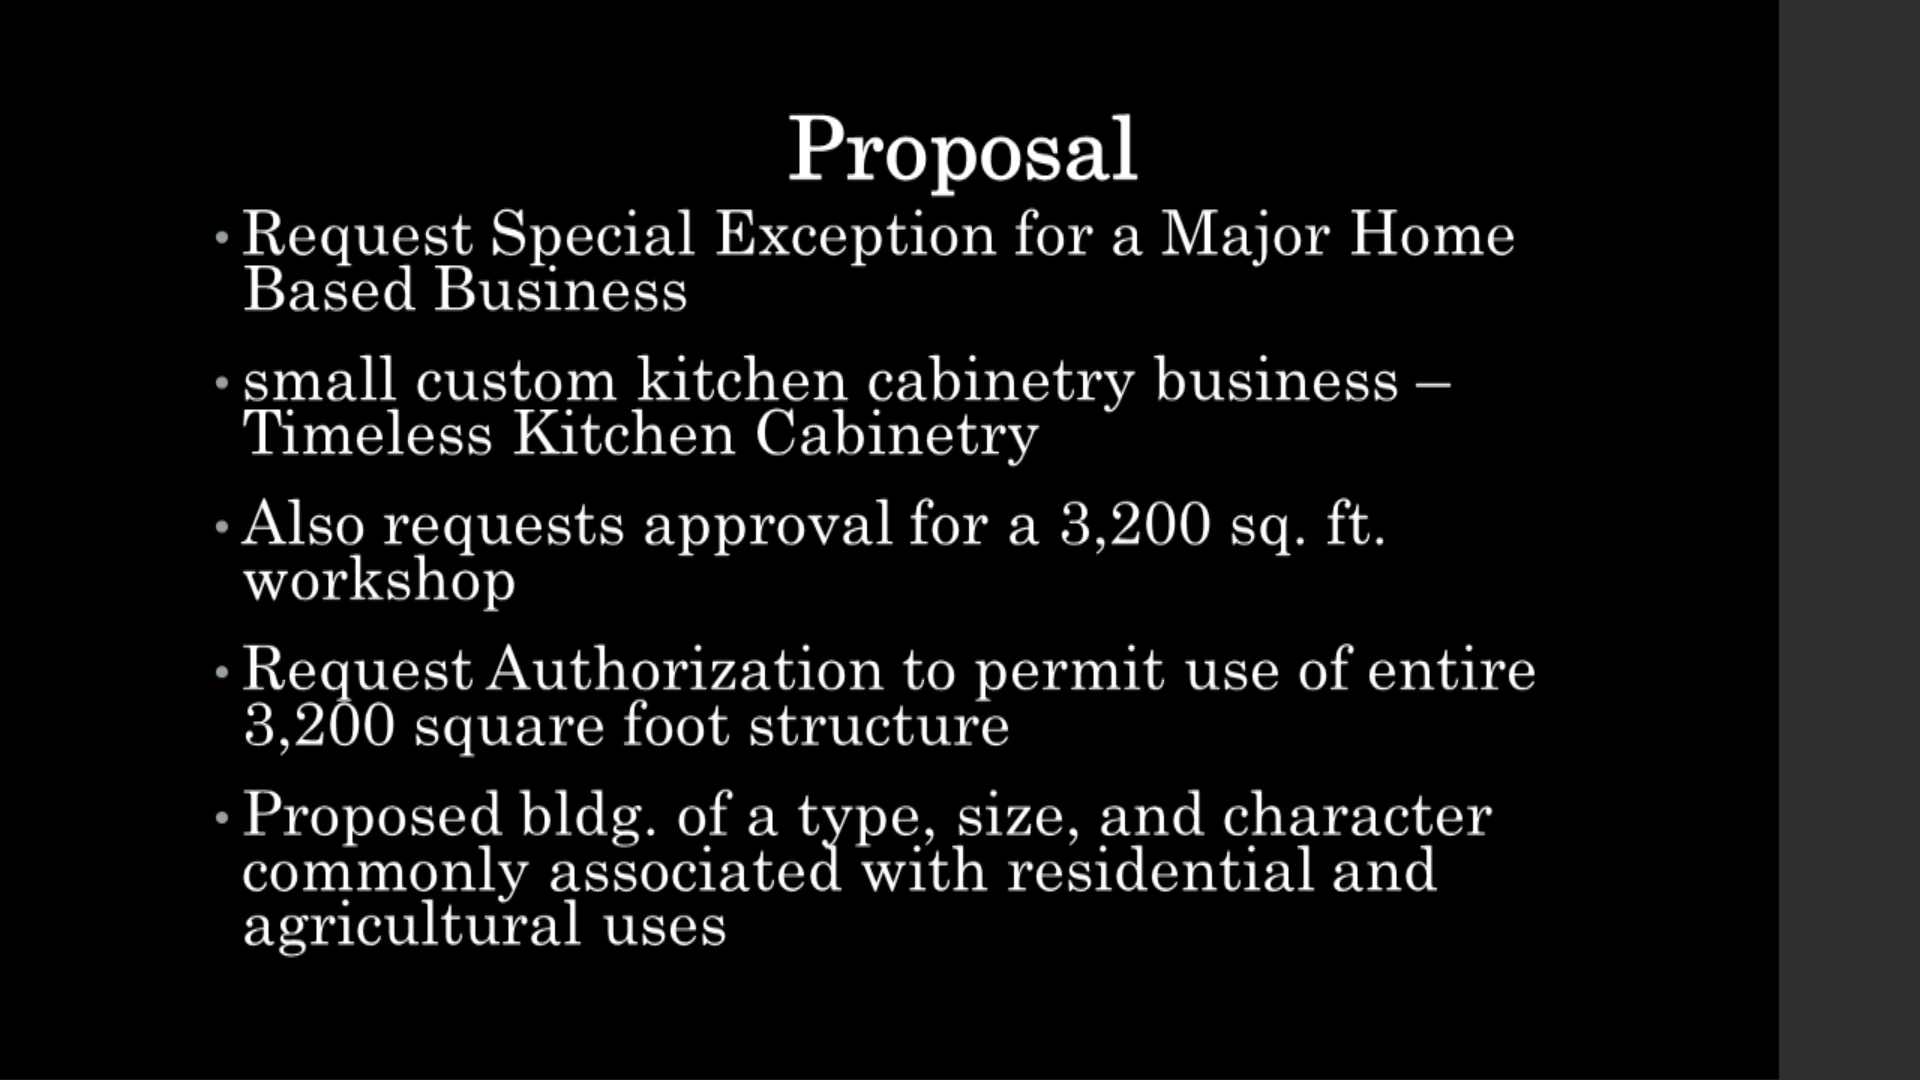 Proposal
• Request Special Exception for a Major Home
Based Business
• small custom kitchen cabinetry business –
Timeless Kitchen Cabinetry
• Also requests approval for a 3,200 sq. ft.
workshop
• Request Authorization to permit use of entire
3,200 square foot structure
• Proposed bldg. of a type, size, and character
commonly associated with residential and
agricultural uses